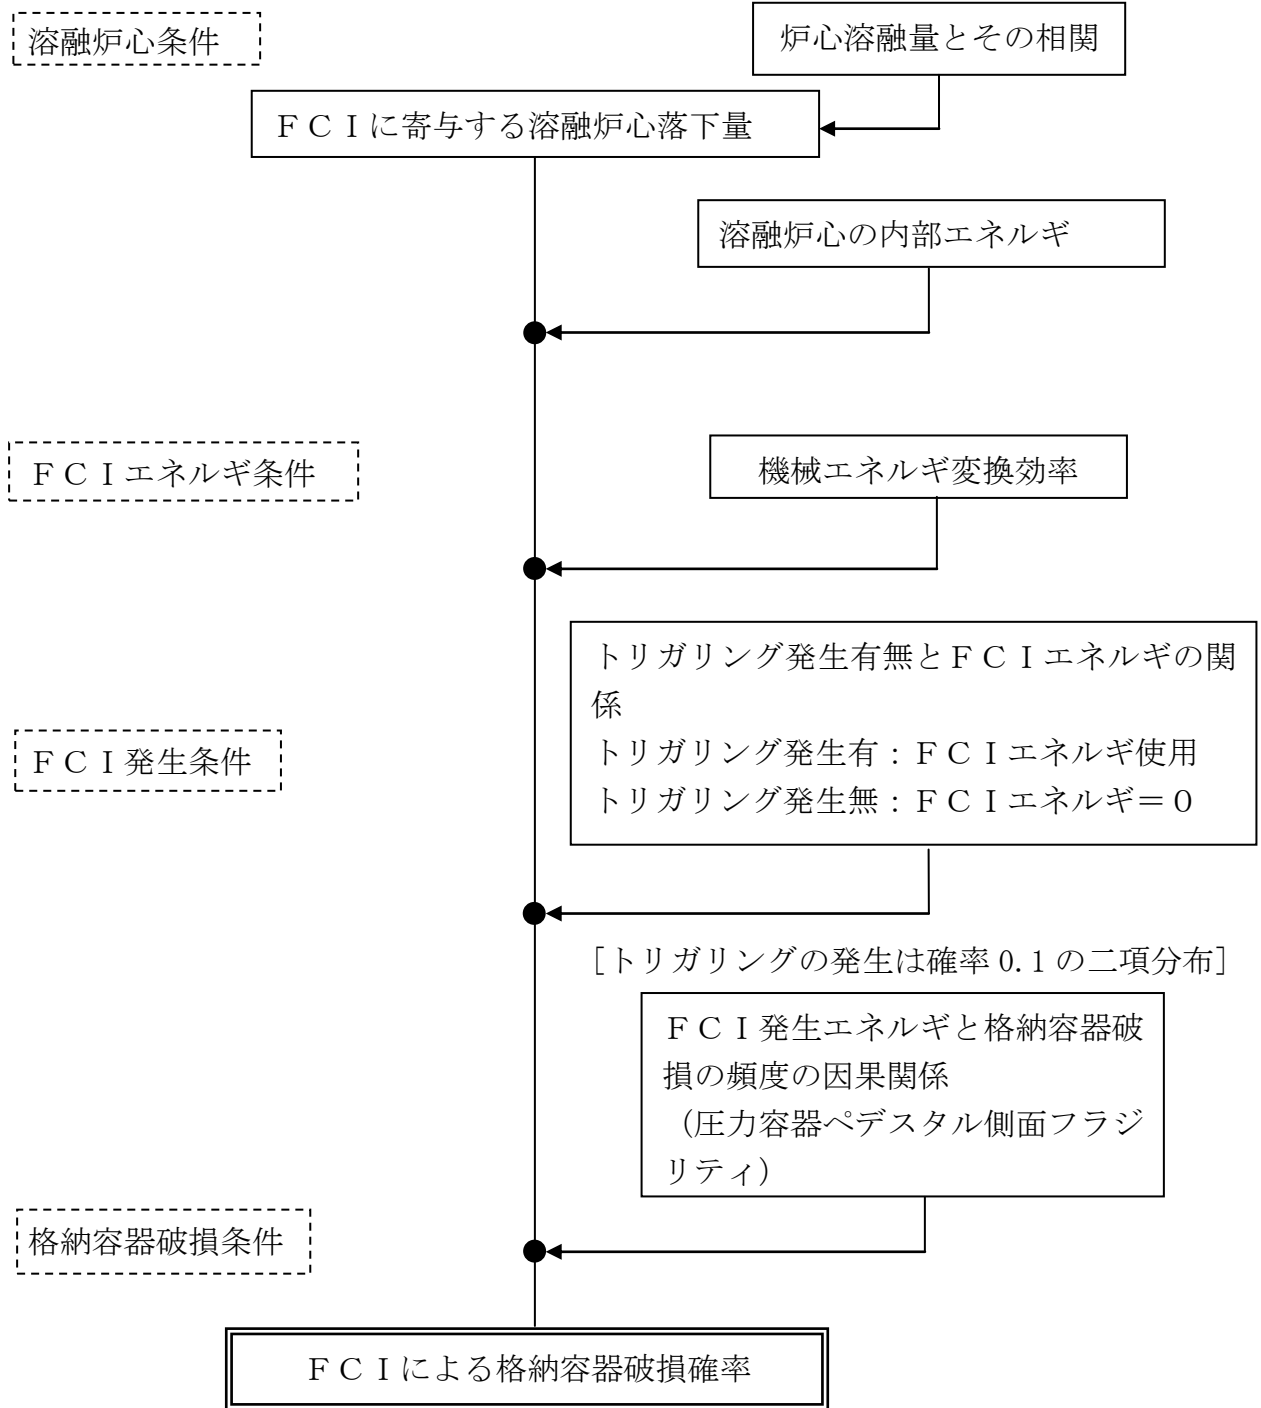 溶融炉心条件
炉心溶融量とその相関
ＦＣＩに寄与する溶融炉心落下量
溶融炉心の内部エネルギ
ＦＣＩエネルギ条件
機械エネルギ変換効率
トリガリング発生有無とＦＣＩエネルギの関
係
トリガリング発生有：ＦＣＩエネルギ使用
トリガリング発生無：ＦＣＩエネルギ＝０
ＦＣＩ発生条件
［トリガリングの発生は確率 0.1 の二項分布］
ＦＣＩ発生エネルギと格納容器破
損の頻度の因果関係
（圧力容器ペデスタル側面フラジ
リティ）
格納容器破損条件
ＦＣＩによる格納容器破損確率